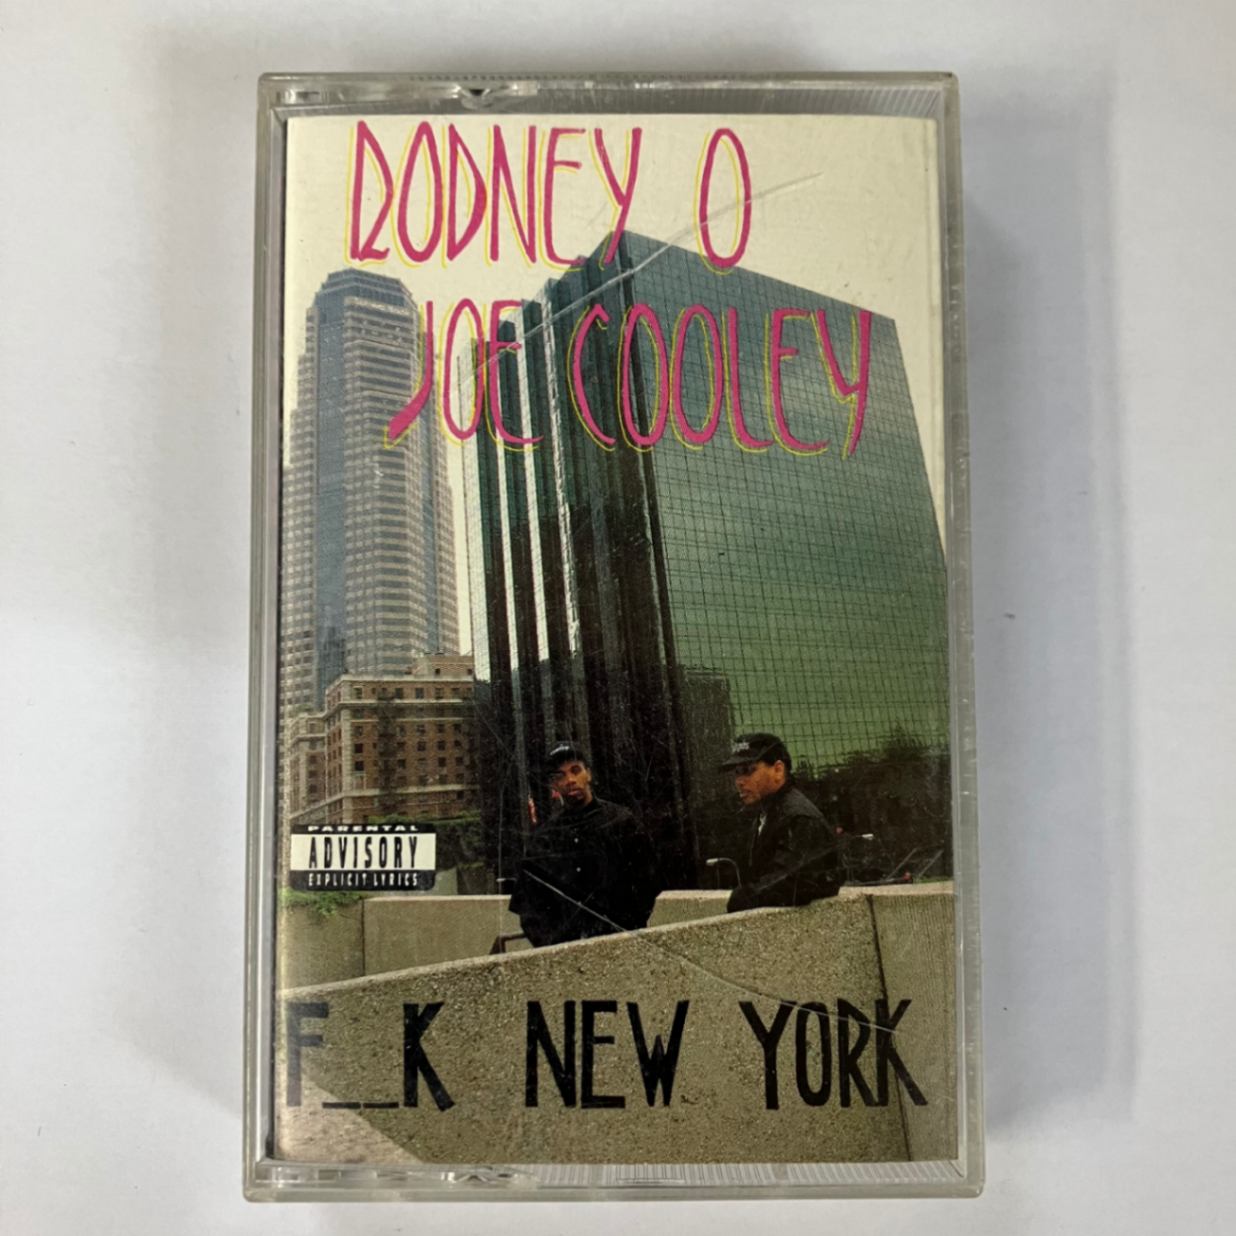 RODNEY O
JOE COOLEY
PARENTAL
ADVISORY
EXPLICIT LYRICS
F__K NEW YORK